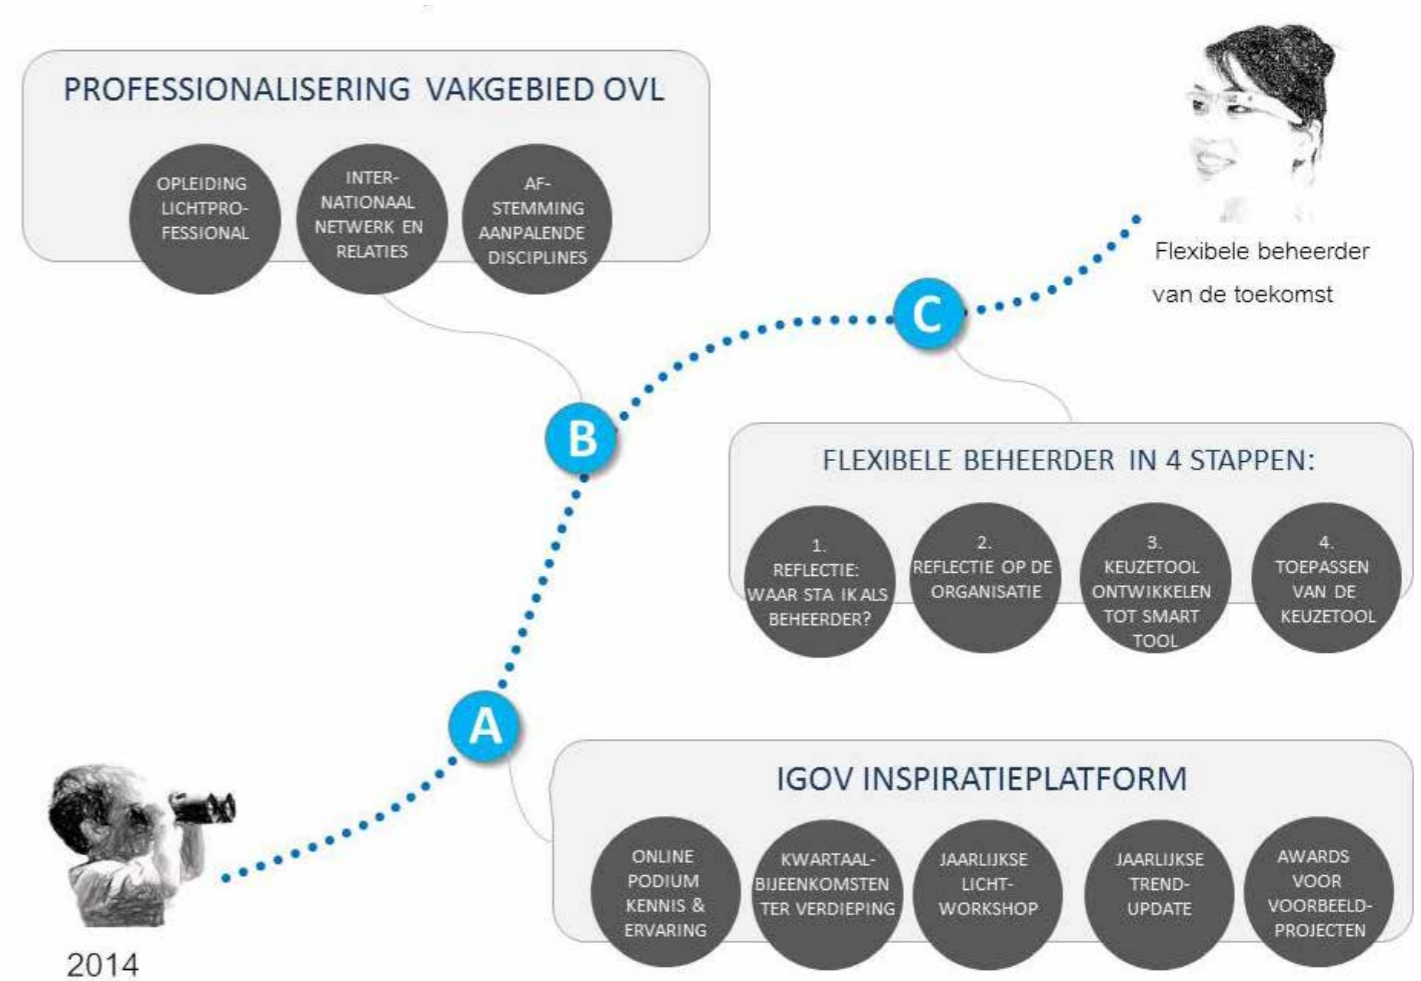 PROFESSIONALISERING VAKGEBIED OVL
OPLEIDING
LICHTPRO-
FESSIONAL
INTER-
NATIONAAL
NETWERK EN
RELATIES
AF-
STEMMING
AANPALENDE
DISCIPLINES
Flexibele beheerder
van de toekomst
C
B
FLEXIBELE BEHEERDER IN 4 STAPPEN:
1.
REFLECTIE:
WAAR STA IK ALS
BEHEERDER?
2.
REFLECTIE OP DE
ORGANISATIE
3.
KEUZETOOL
ONTWIKKELEN
TOT SMART
TOOL
4.
TOEPASSEN
VAN DE
KEUZETOOL
A
IGOV INSPIRATIEPLATFORM
ONLINE
PODIUM
KENNIS &
ERVARING
KWARTAAL-
BIJEENKOMSTEN
TER VERDIEPING
JAARLIJKSE
LICHT-
WORKSHOP
JAARLIJKSE
TREND-
UPDATE
AWARDS
VOOR
VOORBEELD-
PROJECTEN
2014